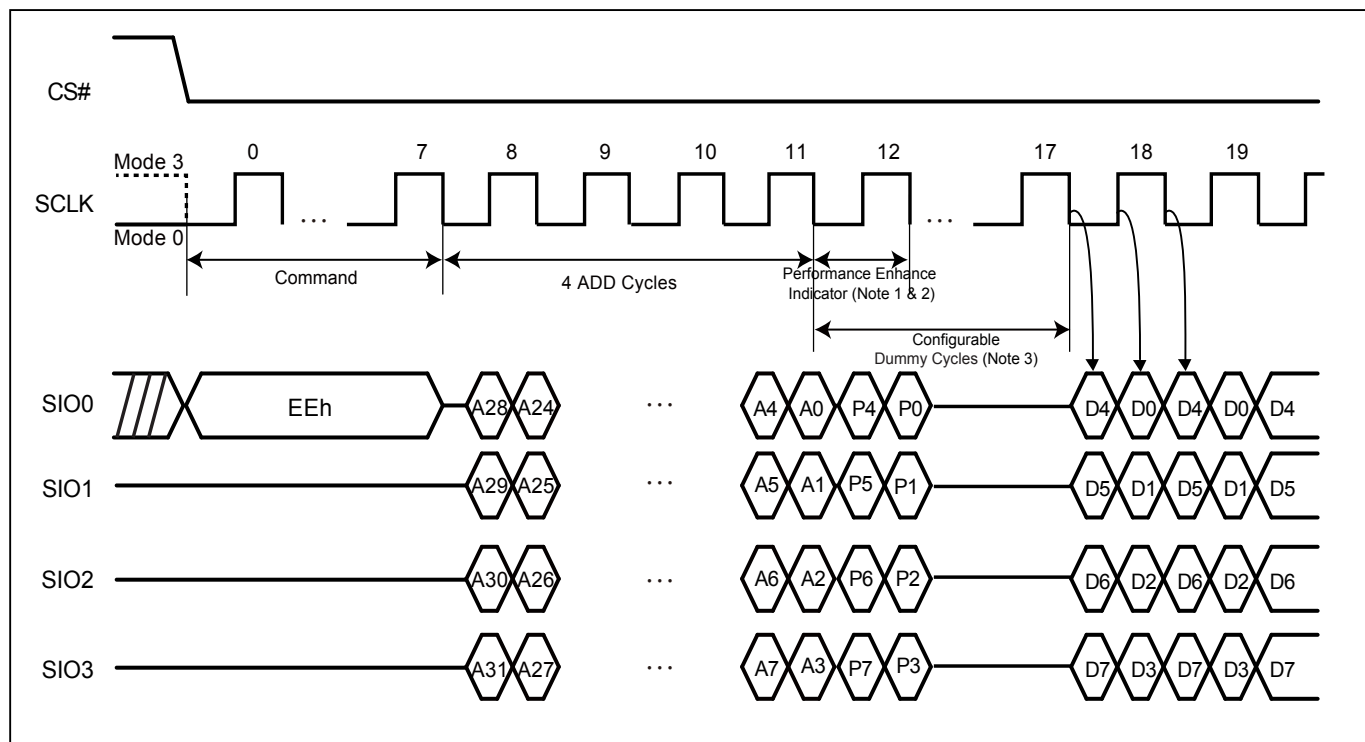 CS#
0 7 8 9 10 11 12 17 18 19
Mode 3
SCLK
... ...
Mode 0
Command
4 ADD Cycles
Performance Enhance
Indicator (Note 1 & 2)
Configurable
Dummy Cycles (Note 3)
SIO0 EEh A28 A24 ... A4 A0 P4 P0 D4 D0 D4 D0 D4
SIO1 A29 A25 ... A5 A1 P5 P1 D5 D1 D5 D1 D5
SIO2 A30 A26 ... A6 A2 P6 P2 D6 D2 D6 D2 D6
SIO3 A31 A27 ... A7 A3 P7 P3 D7 D3 D7 D3 D7